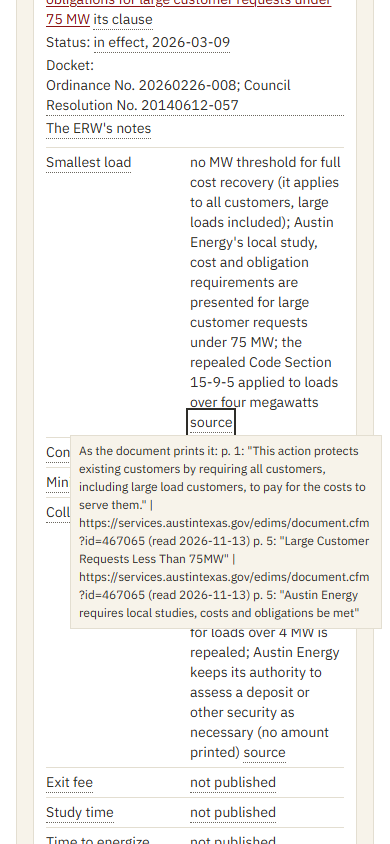 obligations for large customer requests under
75 MW its clause
Status: in effect, 2026-03-09
Docket:
Ordinance No. 20260226-008; Council
Resolution No. 20140612-057
The ERW's notes
Smallest load
no MW threshold for full
cost recovery (it applies
to all customers, large
loads included); Austin
Energy's local study,
cost and obligation
requirements are
presented for large
customer requests
under 75 MW; the
repealed Code Section
15-9-5 applied to loads
over four megawatts
source
Con
Min
Coll
As the document prints it: p. 1: "This action protects
existing customers by requiring all customers,
including large load customers, to pay for the costs to
serve them." |
https://services.austintexas.gov/edims/document.cfm
?id=467065 (read 2026-11-13) p. 5: "Large Customer
Requests Less Than 75MW" |
https://services.austintexas.gov/edims/document.cfm
?id=467065 (read 2026-11-13) p. 5: "Austin Energy
requires local studies, costs and obligations be met"
for loads over 4 MW is
repealed; Austin Energy
keeps its authority to
assess a deposit or
other security as
necessary (no amount
printed) source
Exit fee
not published
Study time
not published
Time to energize
not published